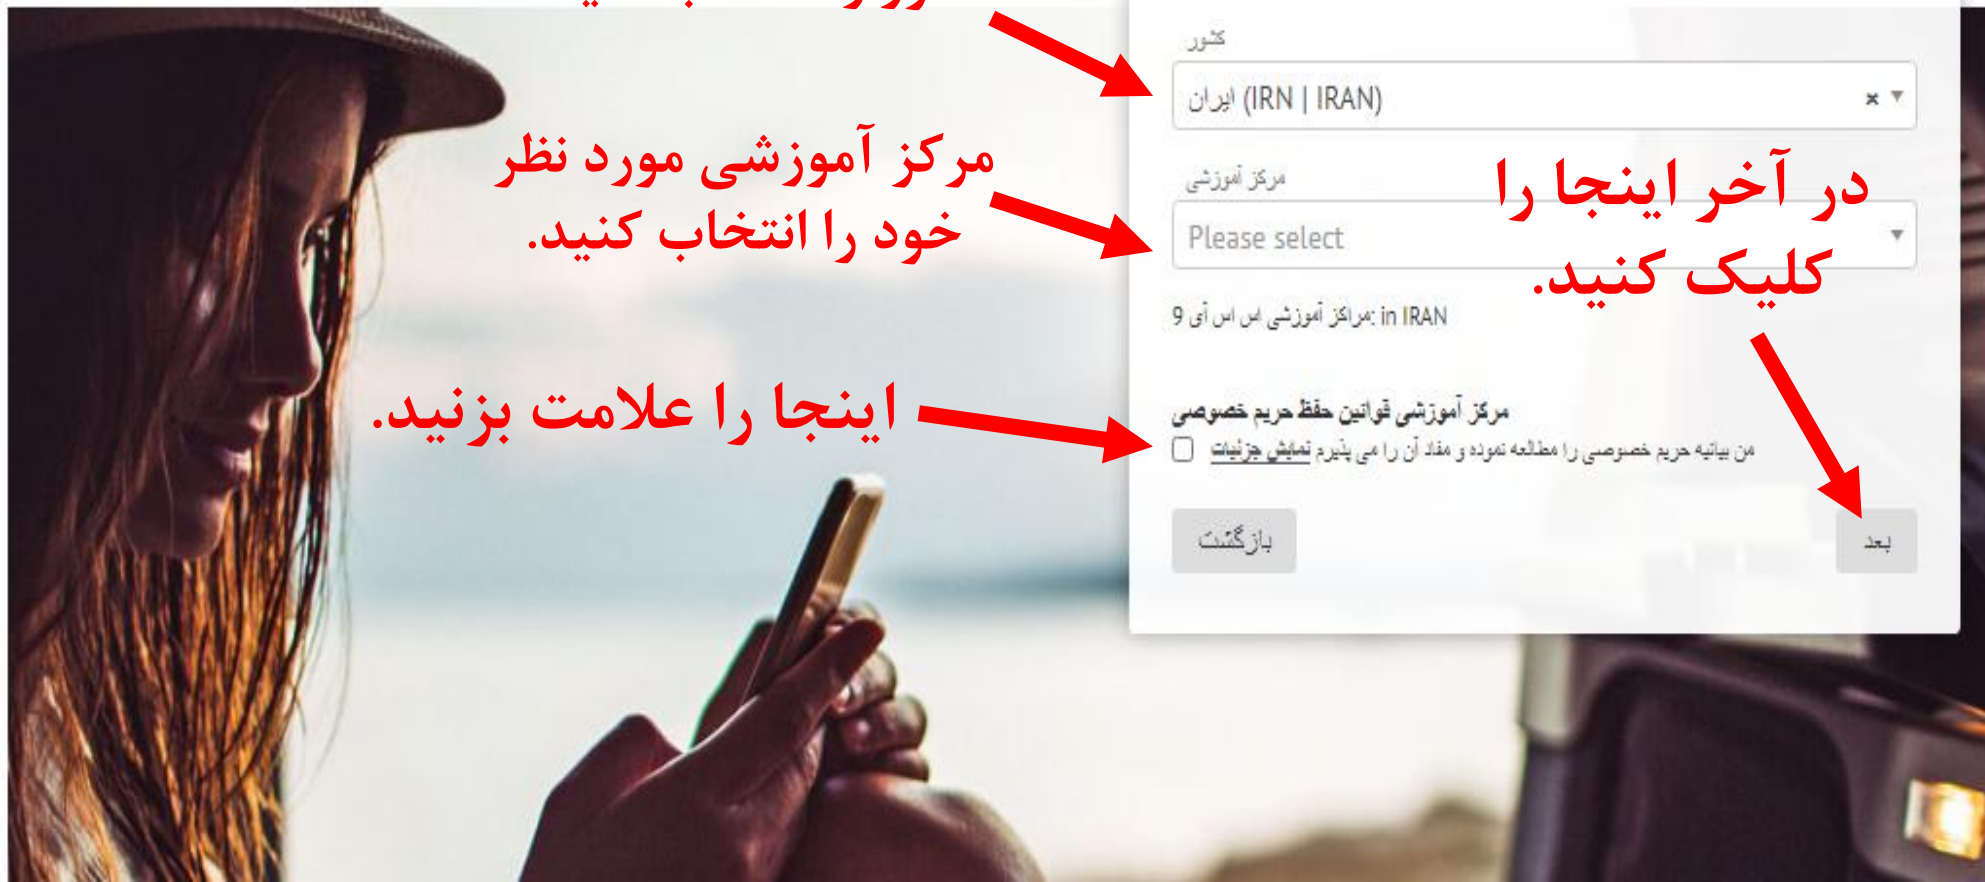 کشور
ایران (IRN | IRAN)
مرکز آموزشی مورد نظر
خود را انتخاب کنید.
مرکز آموزشی
Please select
در آخر اینجا را
کلیک کنید.
9 مراکز آموزشی اس اس آی: in IRAN
اینجا را علامت بزنید.
مرکز آموزشی قوانین حفظ حریم خصوصی
من بیانیه حریم خصوصی را مطالعه نموده و مفاد آن را می پذیرم نمایش جزئیات
بازگشت
بعد